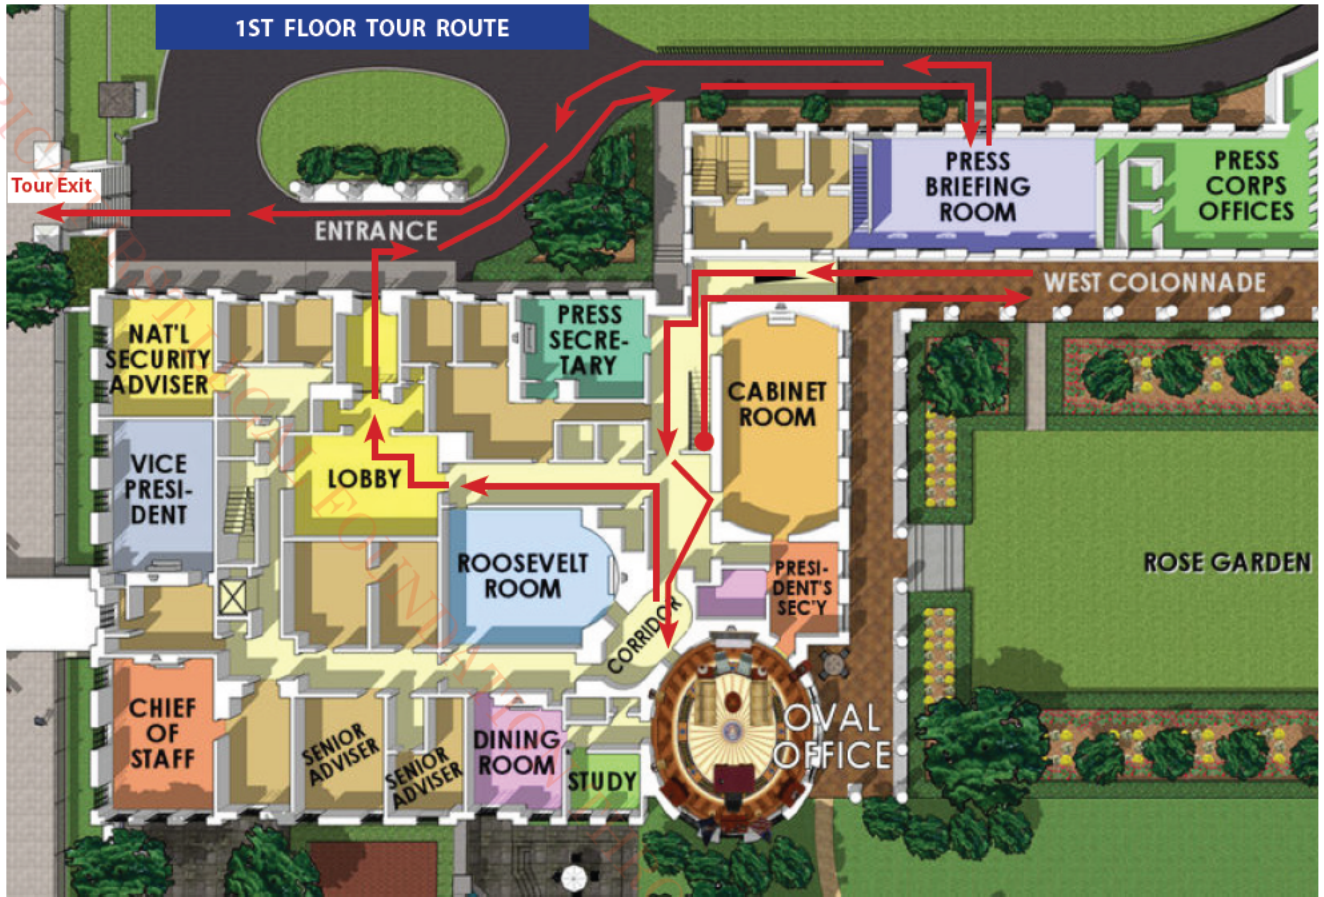 1ST FLOOR TOUR ROUTE
Tour Exit
ENTRANCE
PRESS
BRIEFING
ROOM
PRESS
CORPS
OFFICES
WEST COLONNADE
NAT'L
SECURITY
ADVISER
PRESS
SECRE-
TARY
CABINET
ROOM
VICE
PRESI-
DENT
LOBBY
ROOSEVELT
ROOM
PRESI-
DENT'S
SEC'Y
ROSE GARDEN
CORRIDOR
CHIEF
OF
STAFF
SENIOR
ADVISER
SENIOR
ADVISER
DINING
ROOM
STUDY
OVAL
OFFICE